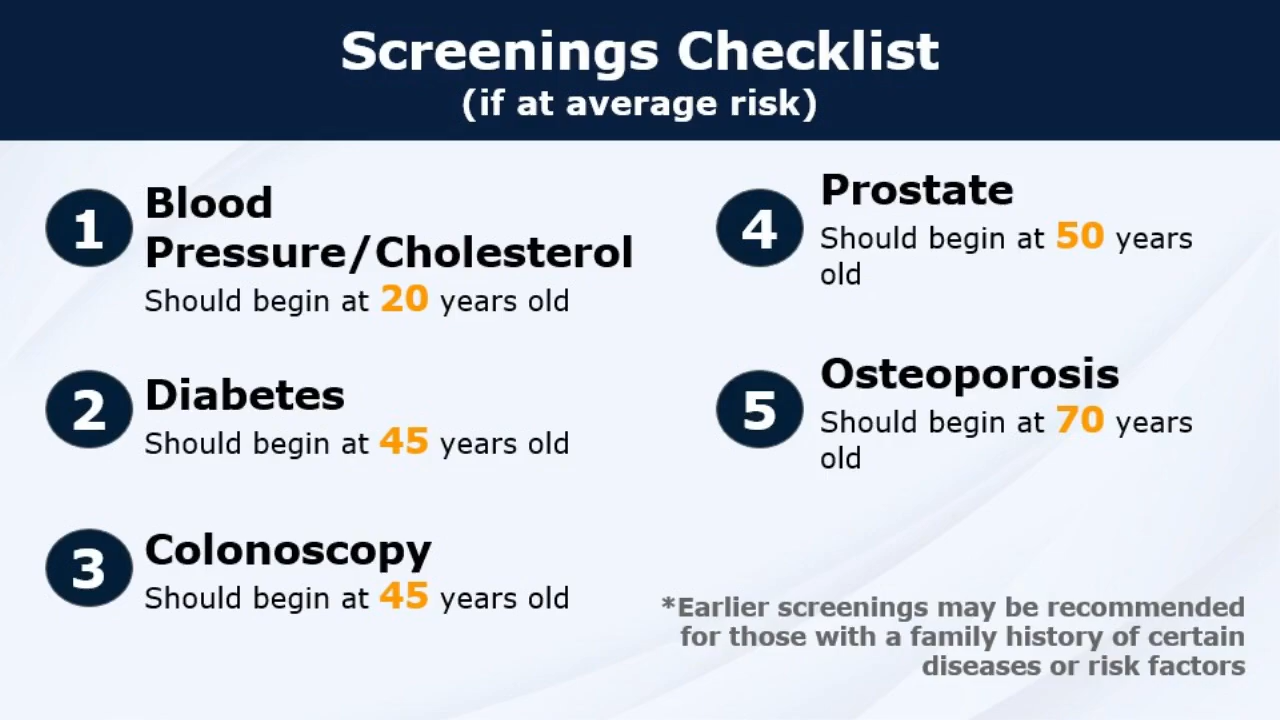 Screenings Checklist
(if at average risk)
1
Blood
Pressure/Cholesterol
Should begin at 20 years old
2
Diabetes
Should begin at 45 years old
3
Colonoscopy
Should begin at 45 years old
4
Prostate
Should begin at 50 years
old
5
Osteoporosis
Should begin at 70 years
old
*Earlier screenings may be recommended
for those with a family history of certain
diseases or risk factors